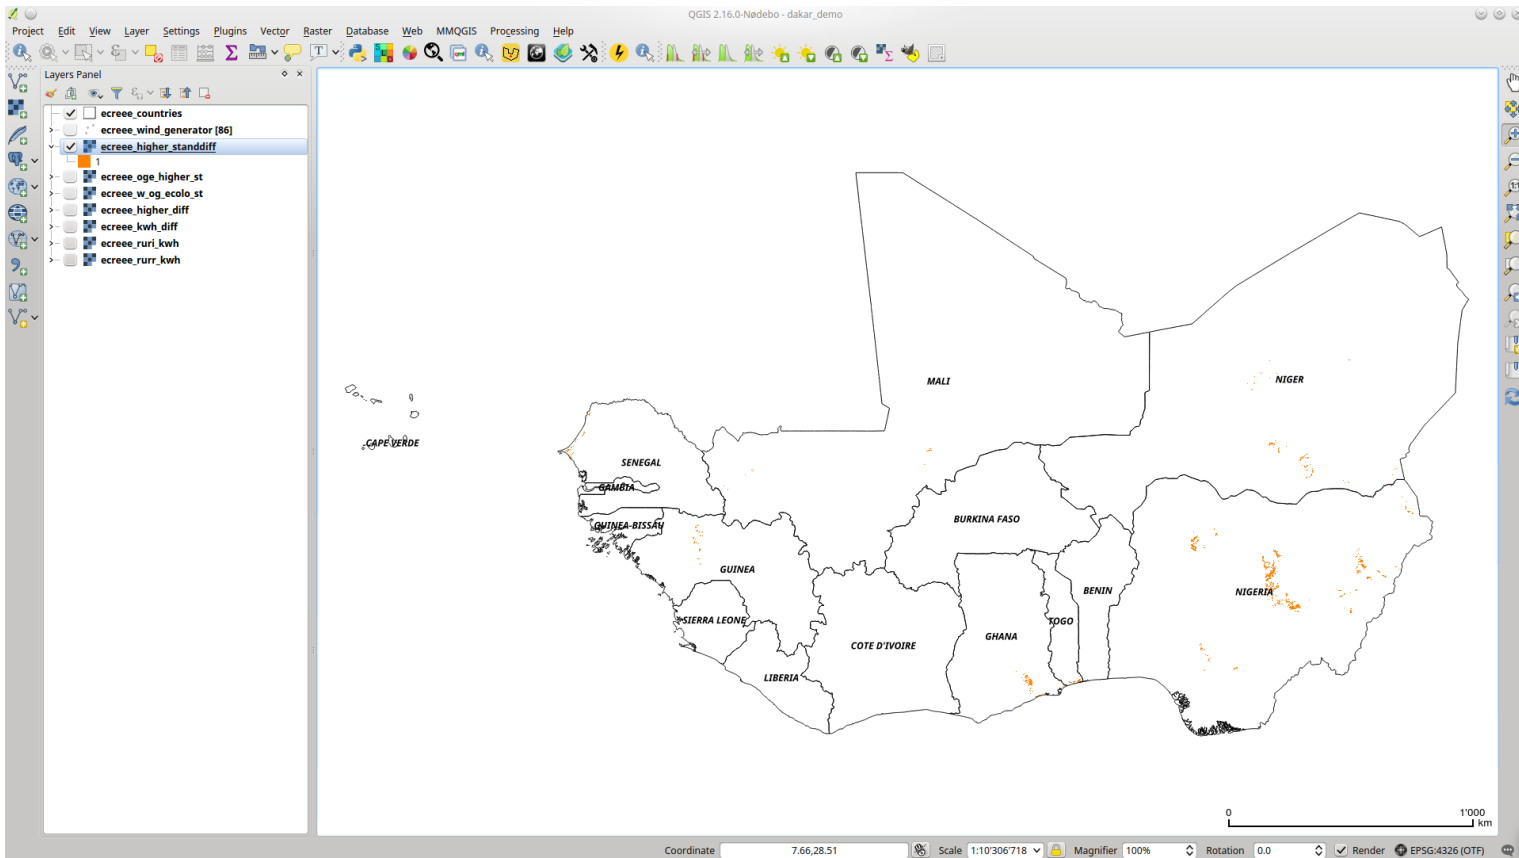 QGIS 2.16.0-Nødebo - dakar_demo
Project Edit View Layer Settings Plugins Vector Raster Database Web MMQGIS Processing Help
Layers Panel
ecreee_countries
ecreee_wind_generator [86]
ecreee_higher_standdiff
1
ecreee_oge_higher_st
ecreee_w_og_ecolo_st
ecreee_higher_diff
ecreee_kwh_diff
ecreee_ruri_kwh
ecreee_rurr_kwh
MALI
NIGER
CAPE VERDE
SENEGAL
GAMBIA
GUINEA-BISSAU
BURKINA FASO
GUINEA
BENIN
NIGERIA
SIERRA LEONE
TOGO
GHANA
COTE D'IVOIRE
LIBERIA
0 1'000
km
Coordinate 7.66,28.51 Scale 1:10'306'718 Magnifier 100% Rotation 0.0 Render EPSG:4326 (OTF)